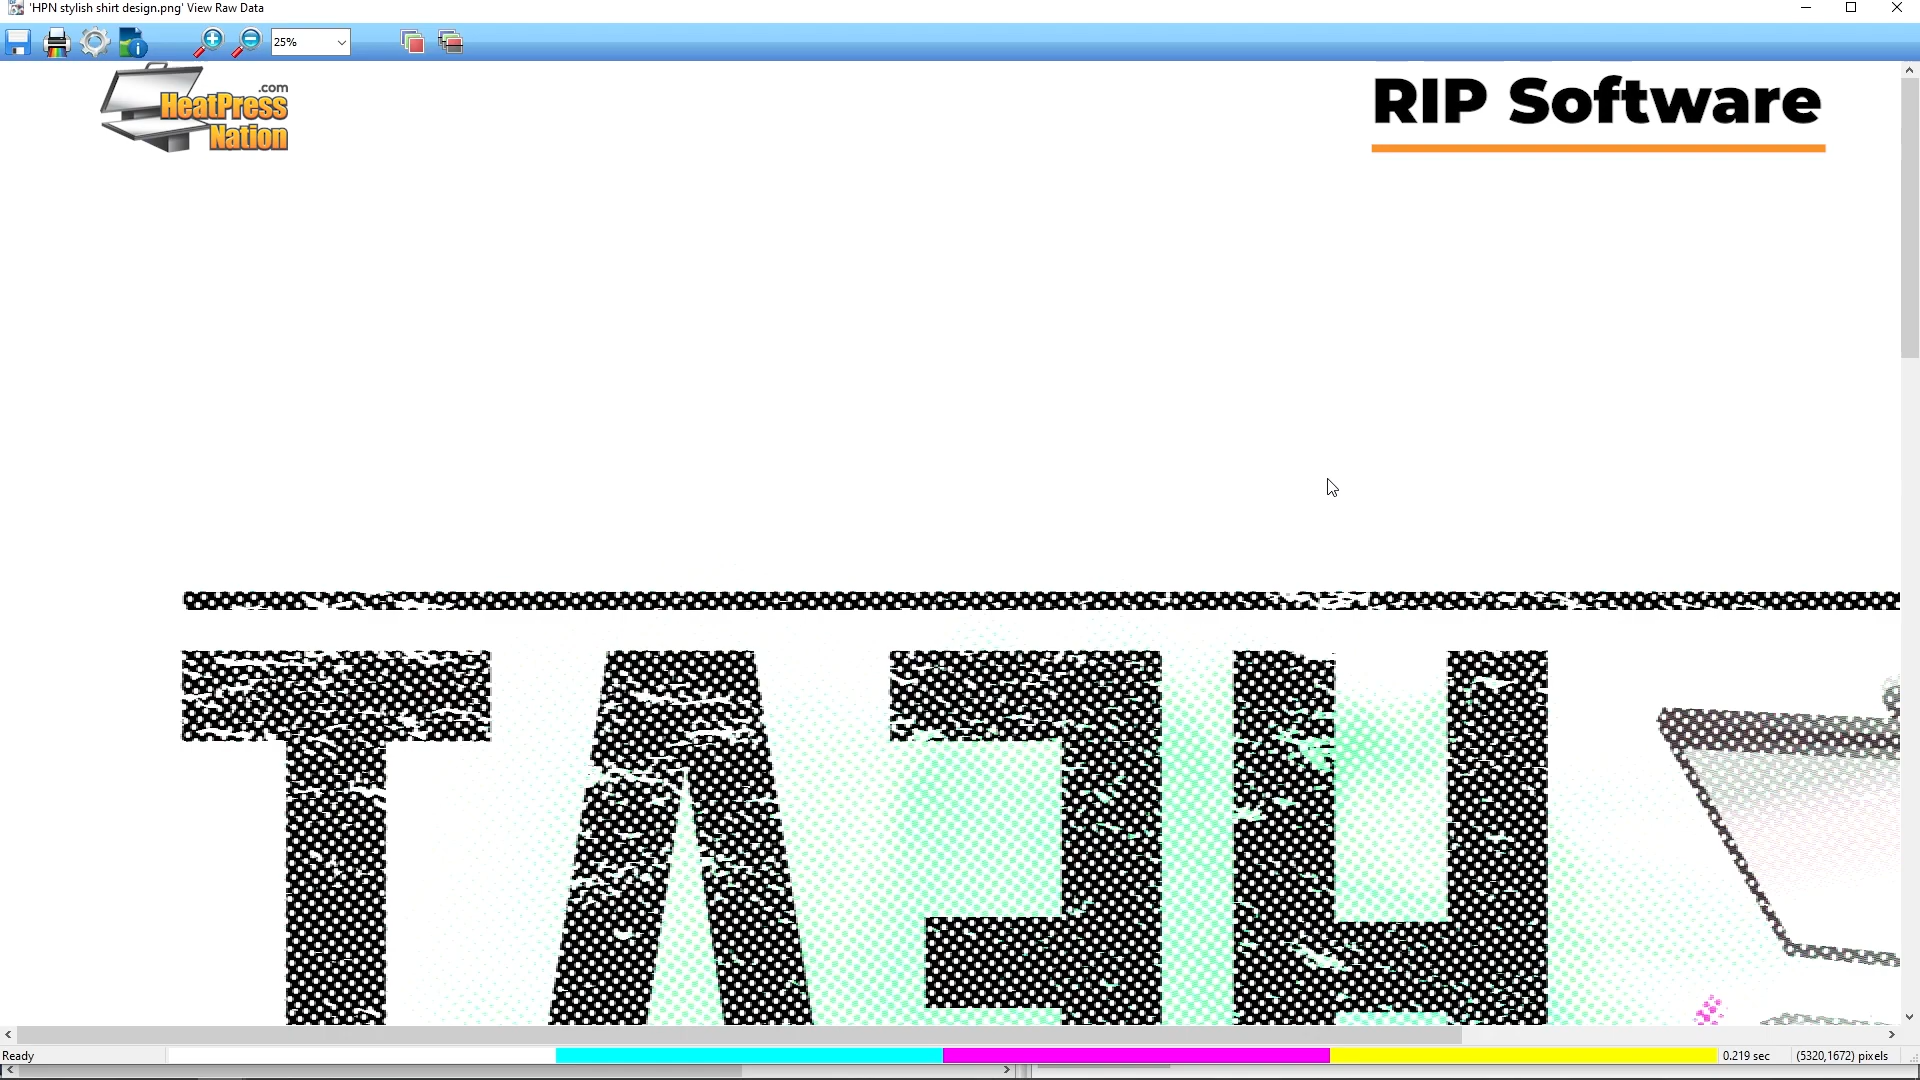 'HPN stylish shirt design.png' View Raw Data
25%
.com
HeatPress
Nation
RIP Software
TAEH
Ready
0.219 sec
(5320,1672) pixels